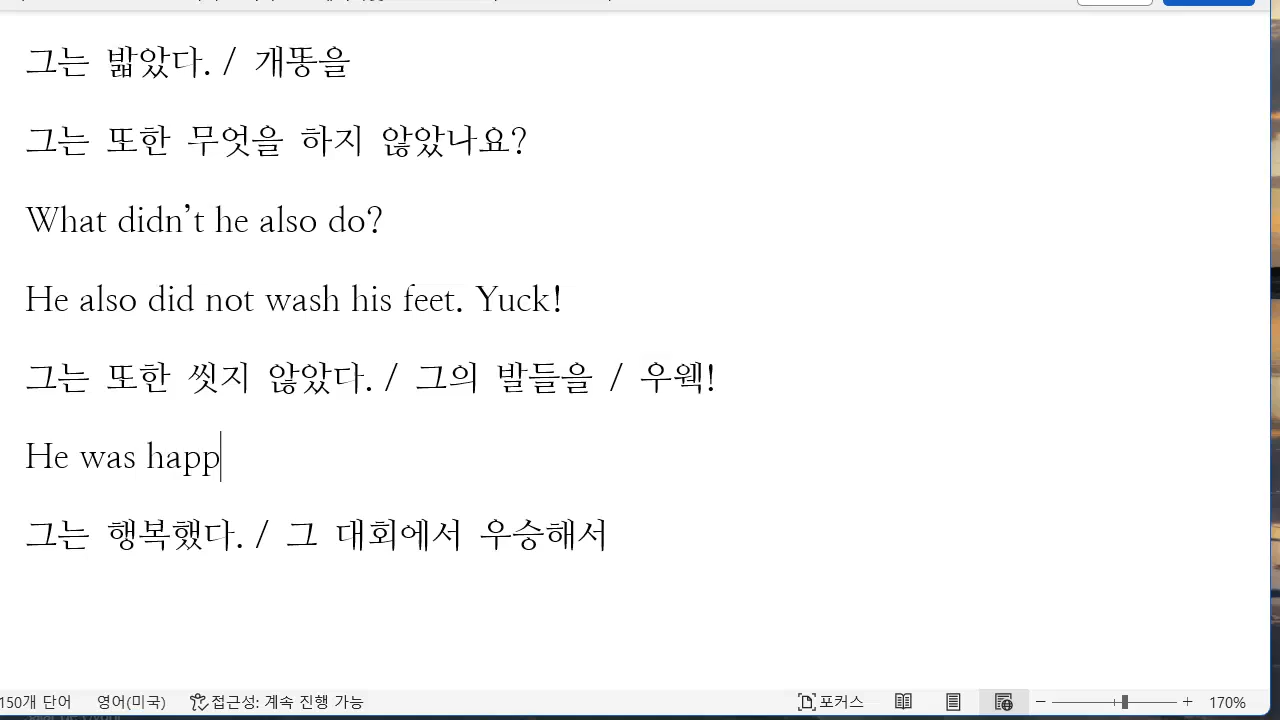 그는 밟았다. / 개똥을
그는 또한 무엇을 하지 않았나요?
What didn’t he also do?
He also did not wash his feet. Yuck!
그는 또한 씻지 않았다. / 그의 발들을 / 우웩!
He was happ
그는 행복했다. / 그 대회에서 우승해서
150개 단어 영어(미국) 접근성: 계속 진행 가능 포커스 - + 170%